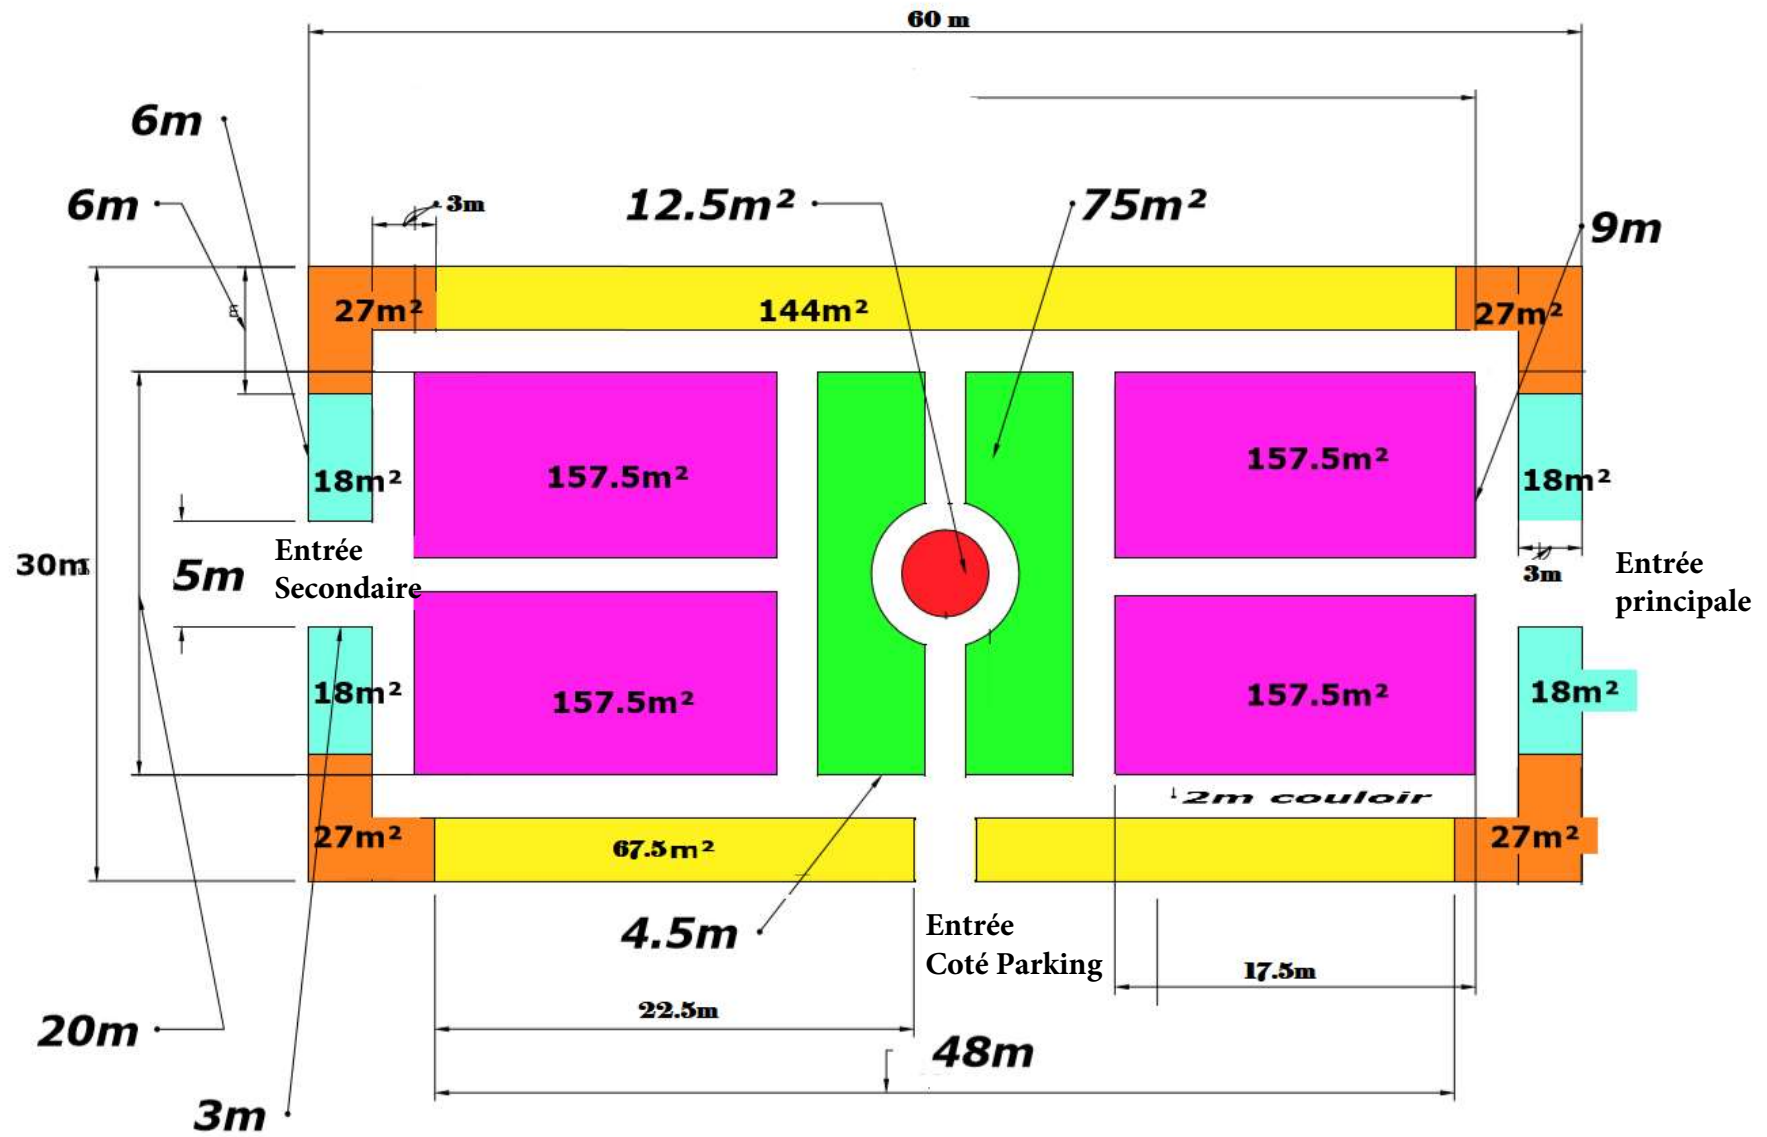 60 m
6m
6m
3m
12.5m²
75m²
9m
27m²
144m²
27m²
157.5m²
157.5m²
18m²
18m²
30m
5m
Entrée
Secondaire
3m
Entrée
principale
18m²
157.5m²
157.5m²
18m²
2m couloir
27m²
67.5m²
27m²
4.5m
Entrée
Coté Parking
17.5m
22.5m
20m
48m
3m